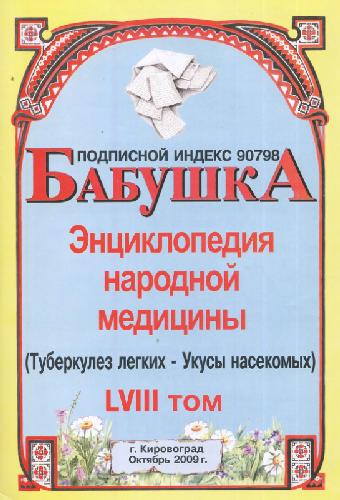 ПОДПИСНОЙ ИНДЕКС 90798
БАБУШКА
Энциклопедия
народной
медицины
(Туберкулез легких - Укусы насекомых)
LVIII том
г. Кировоград
Октябрь 2009 г.